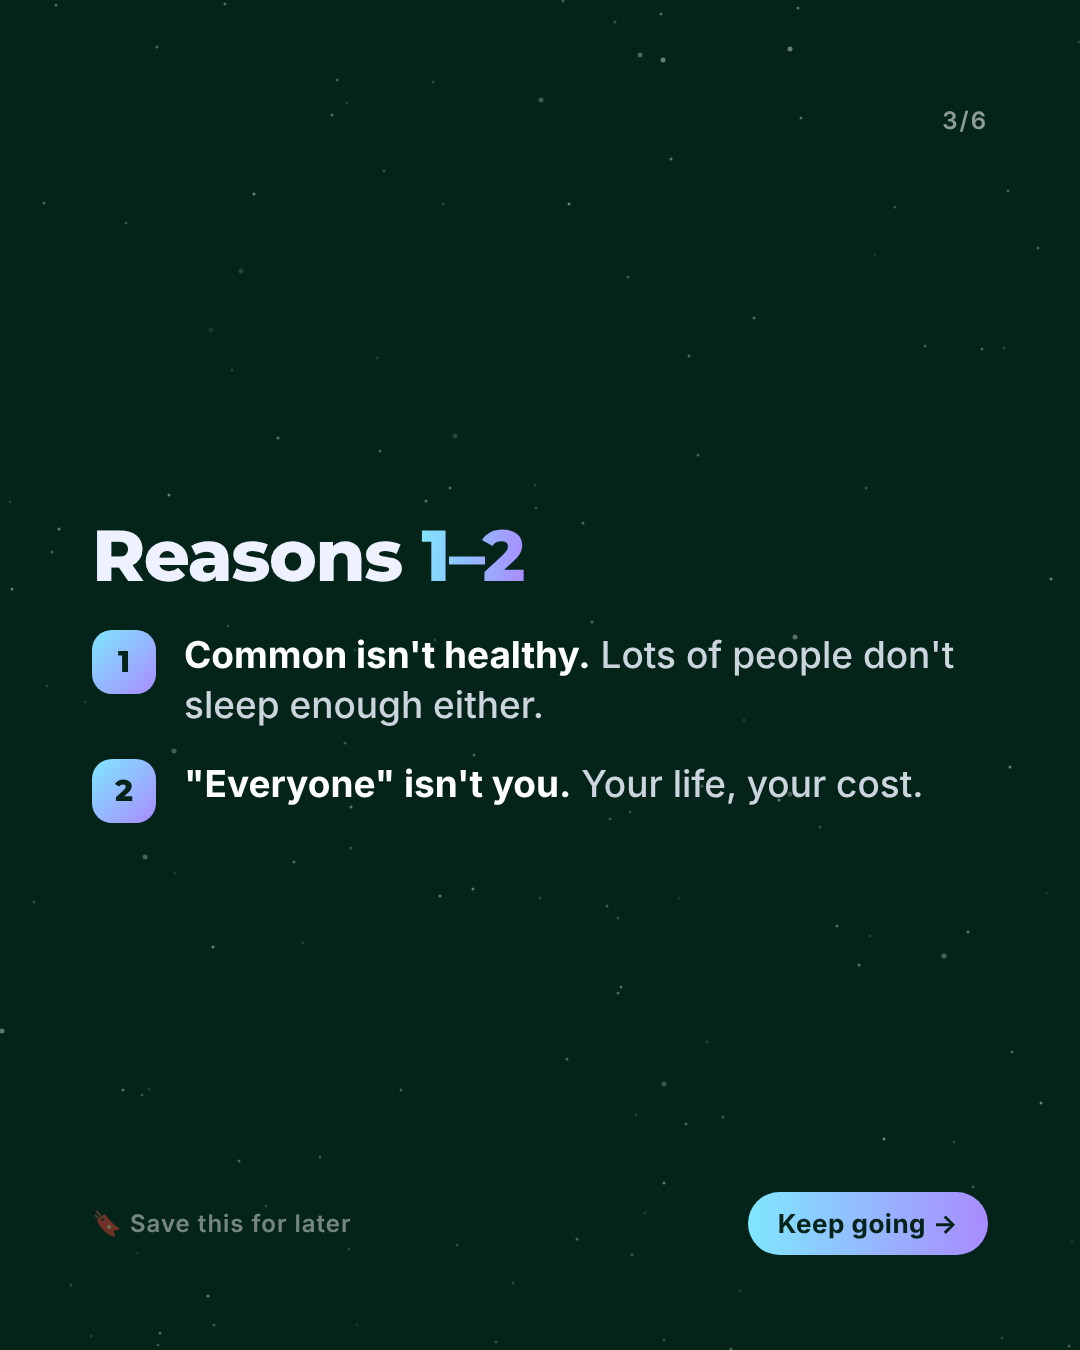 3/6
Reasons 1–2
1 Common isn't healthy. Lots of people don't
sleep enough either.
2 "Everyone" isn't you. Your life, your cost.
🔖 Save this for later
Keep going →